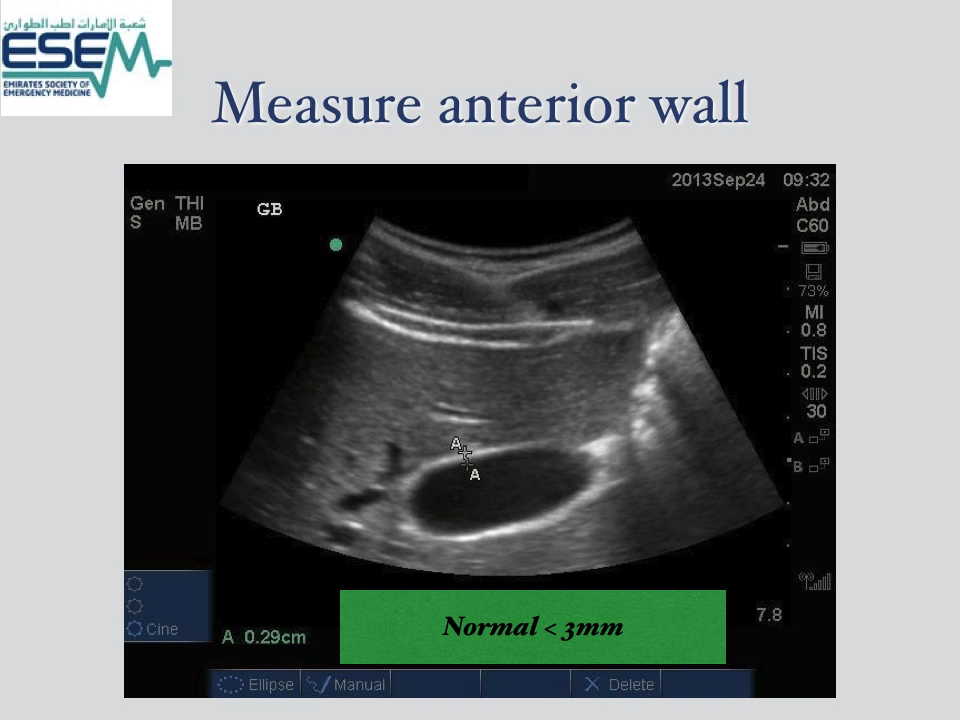 شعبة الإمارات لطب الطوارئ
ESEM
EMIRATES SOCIETY OF
EMERGENCY MEDICINE
Measure anterior wall
2013Sep24 09:32
Gen THI
S MB
GB
Abd
C60
73%
MI
0.8
TIS
0.2
30
A
B
A
A
7.8
Cine
A 0.29cm
Normal < 3mm
Ellipse Manual Delete